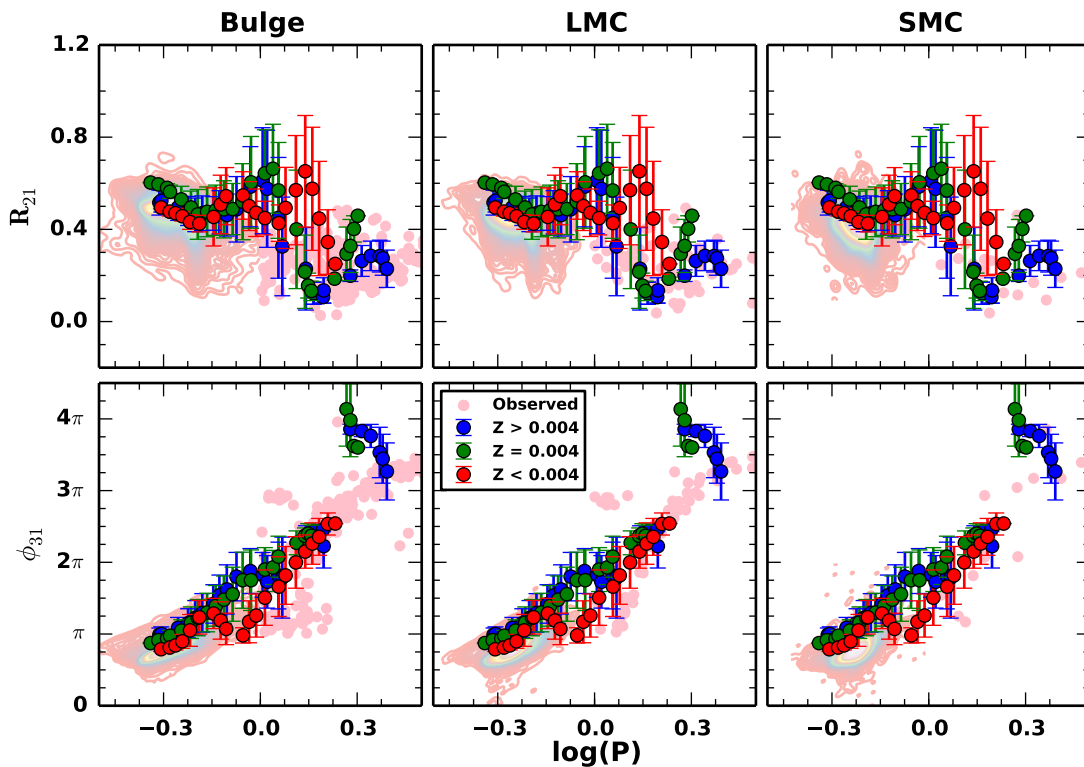 Bulge LMC SMC
1.2
0.8
R21
0.4
0.0
4π
Observed
Z > 0.004
3π
Z = 0.004
Z < 0.004
ϕ31
2π
π
0
−0.3 0.0 0.3 −0.3 0.0 0.3 −0.3 0.0 0.3
log(P)